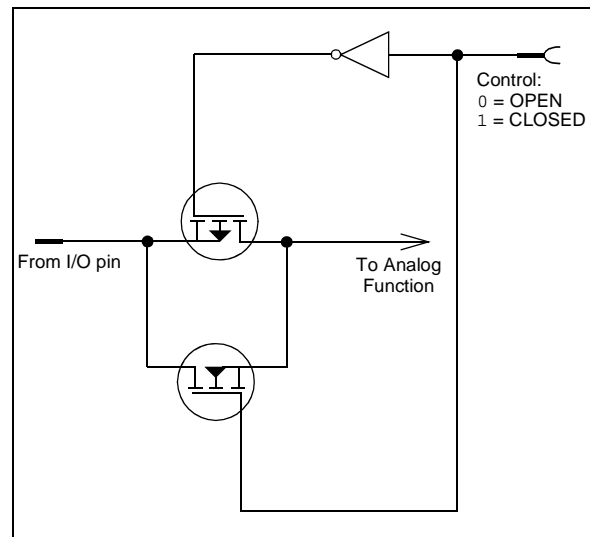 Control:
0 = OPEN
1 = CLOSED
From I/O pin
To Analog
Function